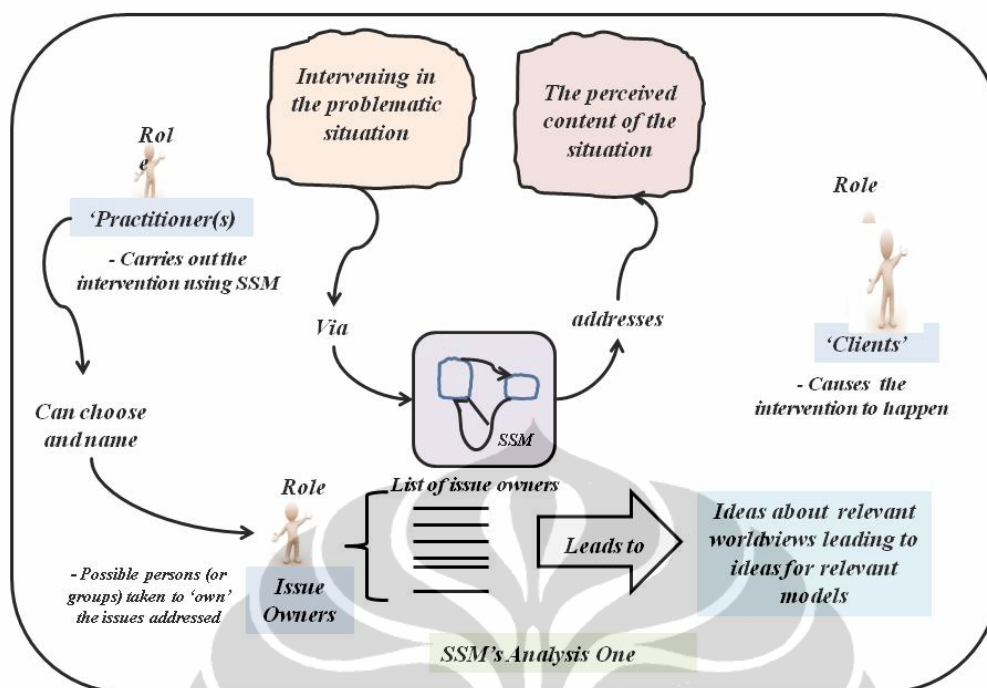 Intervening in
the problematic
situation
The perceived
content of the
situation
Rol
e
‘Practitioner(s)
- Carries out the
intervention using SSM
Role
‘Clients’
- Causes the
intervention to happen
Via
addresses
SSM
Can choose
and name
Role
Issue
Owners
- Possible persons (or
groups) taken to ‘own’
the issues addressed
List of issue owners
Leads to
Ideas about relevant
worldviews leading to
ideas for relevant
models
SSM's Analysis One